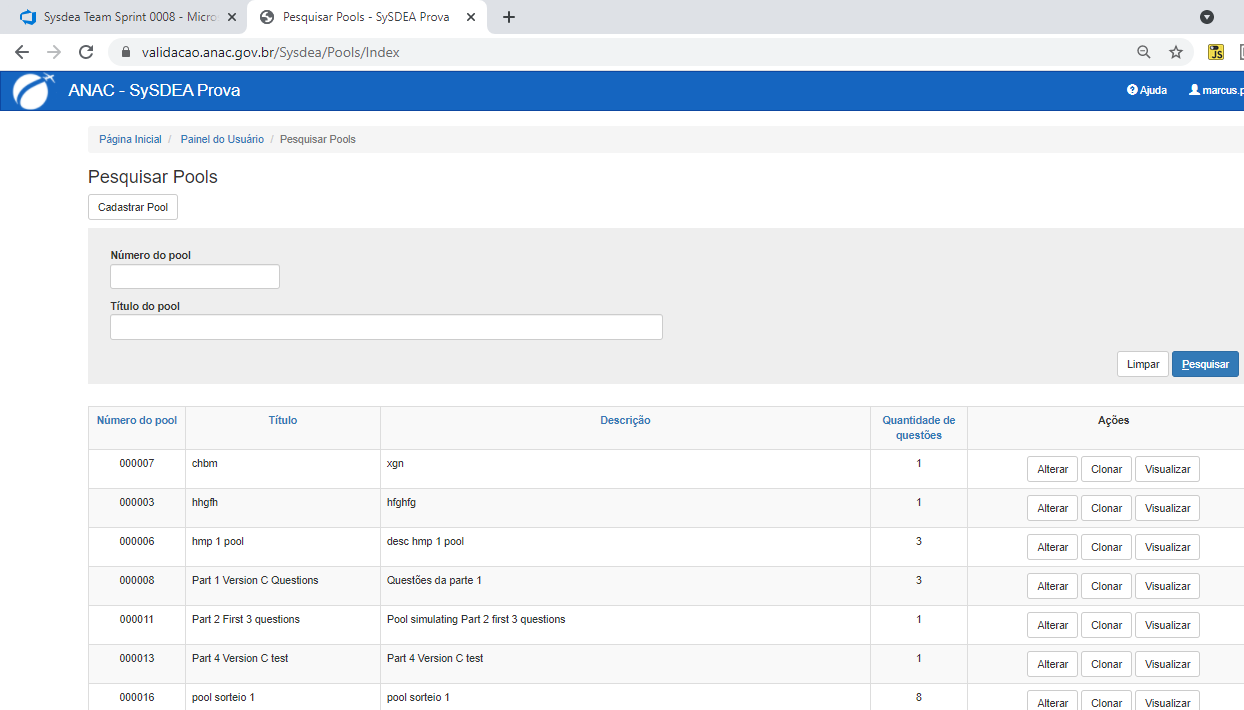 Sysdea Team Sprint 0008 - Micro
Pesquisar Pools - SySDEA Prova
validacao.anac.gov.br/Sysdea/Pools/Index
JS
ANAC - SySDEA Prova
Ajuda
marcus.p
Página Inicial / Painel do Usuário / Pesquisar Pools
Pesquisar Pools
Cadastrar Pool
Número do pool
Título do pool
Limpar Pesquisar
Número do pool Título Descrição Quantidade de questões Ações
000007 chbm xgn 1 Alterar Clonar Visualizar
000003 hhgfh hfghfg 1 Alterar Clonar Visualizar
000006 hmp 1 pool desc hmp 1 pool 3 Alterar Clonar Visualizar
000008 Part 1 Version C Questions Questões da parte 1 3 Alterar Clonar Visualizar
000011 Part 2 First 3 questions Pool simulating Part 2 first 3 questions 1 Alterar Clonar Visualizar
000013 Part 4 Version C test Part 4 Version C test 1 Alterar Clonar Visualizar
000016 pool sorteio 1 pool sorteio 1 8 Alterar Clonar Visualizar